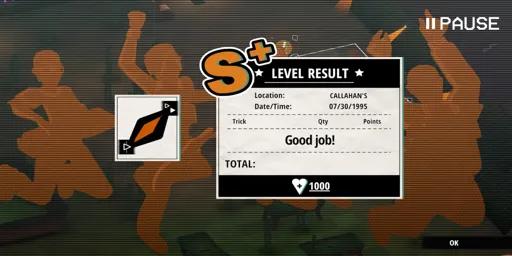 PAUSE
S+
LEVEL RESULT
Location: CALLAHAN'S
Date/Time: 07/30/1995
Trick Qty Points
Good job!
TOTAL:
1000
OK